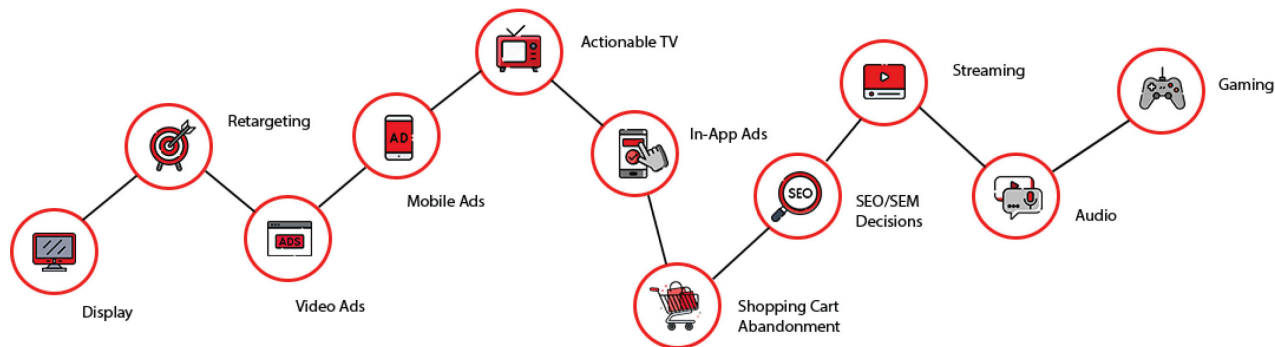 Display
Retargeting
Video Ads
ADS
Mobile Ads
AD
Actionable TV
In-App Ads
Shopping Cart
Abandonment
SEO/SEM
Decisions
SEO
Streaming
Audio
Gaming